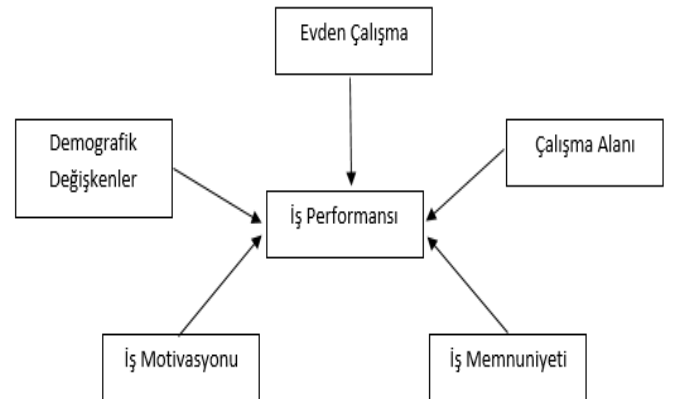 Evden Çalışma
Demografik
Değişkenler
Çalışma Alanı
İş Performansı
İş Motivasyonu
İş Memnuniyeti